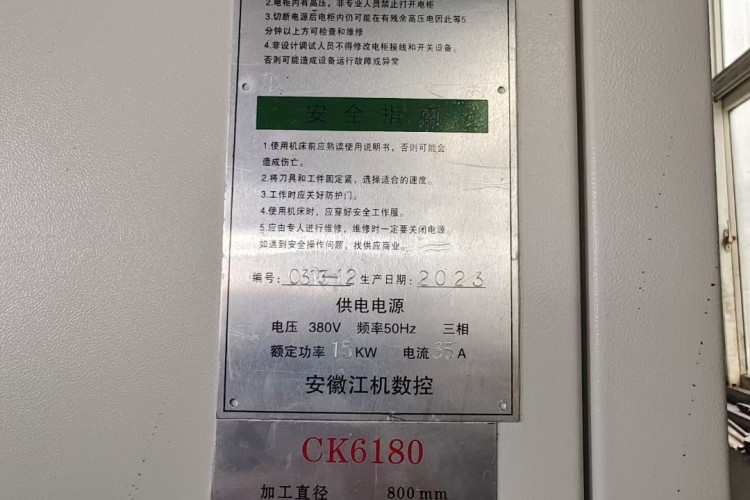 2.电柜内有高压，非专业人员禁止打开电柜
3.切断电源后电柜内仍可能在有残余高压电因此等5
分钟以上方可检查和维修
4.非设计调试人员不得修改电柜接线和开关设备。
否则可能造成设备运行故障或异常
安全指南
1.使用机床前应熟读使用说明书，否则可能会
造成伤亡。
2.将刀具和工件固定紧，选择适合的速度。
3.工作时应关好防护门。
4.使用机床时，应穿好安全工作服。
5.应由专人进行维修，维修时一定要关闭电源。
如遇到安全操作问题，找供应商业。
编号：0313-12 生产日期：2023
供电电源
电压 380V 频率50Hz 三相
额定功率 15 KW 电流 35 A
安徽江机数控
CK6180
加工直径 800mm